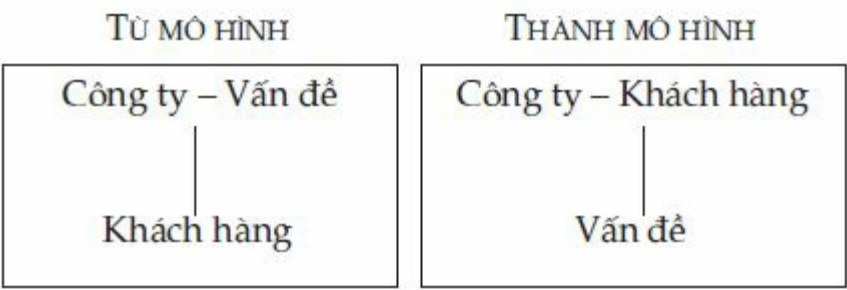 TỪ MÔ HÌNH
Công ty – Vấn đề
Khách hàng
THÀNH MÔ HÌNH
Công ty – Khách hàng
Vấn đề